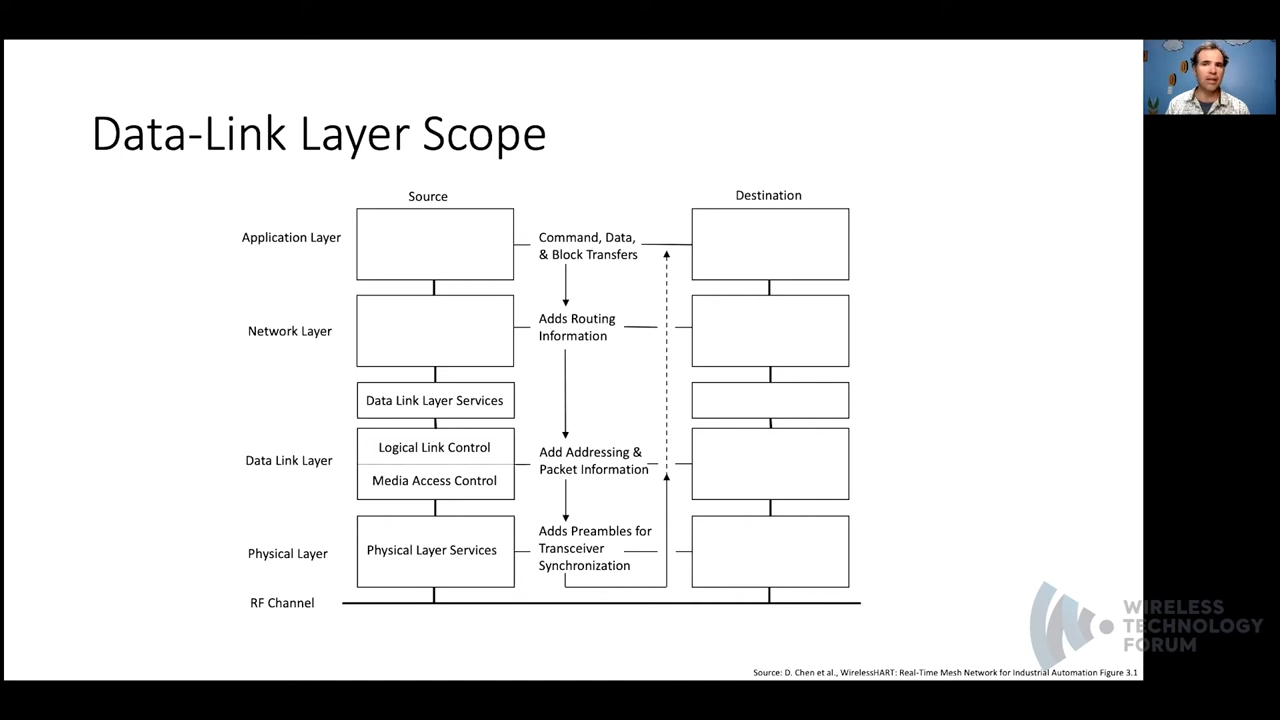 Data-Link Layer Scope
Source
Destination
Application Layer
Command, Data,
& Block Transfers
Network Layer
Adds Routing
Information
Data Link Layer Services
Data Link Layer
Logical Link Control
Media Access Control
Add Addressing &
Packet Information
Physical Layer
Physical Layer Services
Adds Preambles for
Transceiver
Synchronization
RF Channel
WIRELESS
TECHNOLOGY
FORUM
Source: D. Chen et al., WirelessHART: Real-Time Mesh Network for Industrial Automation Figure 3.1